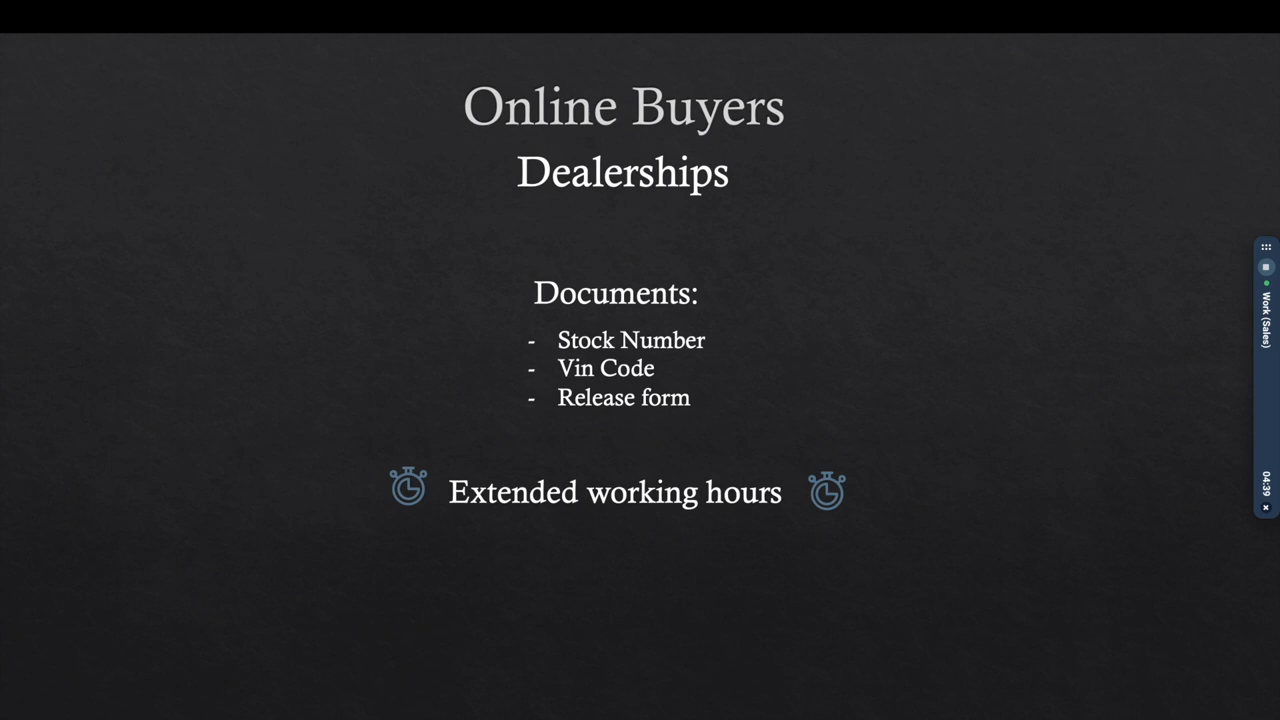 Online Buyers
Dealerships
Documents:
- Stock Number
- Vin Code
- Release form
Extended working hours
Work (Sales)
04:39